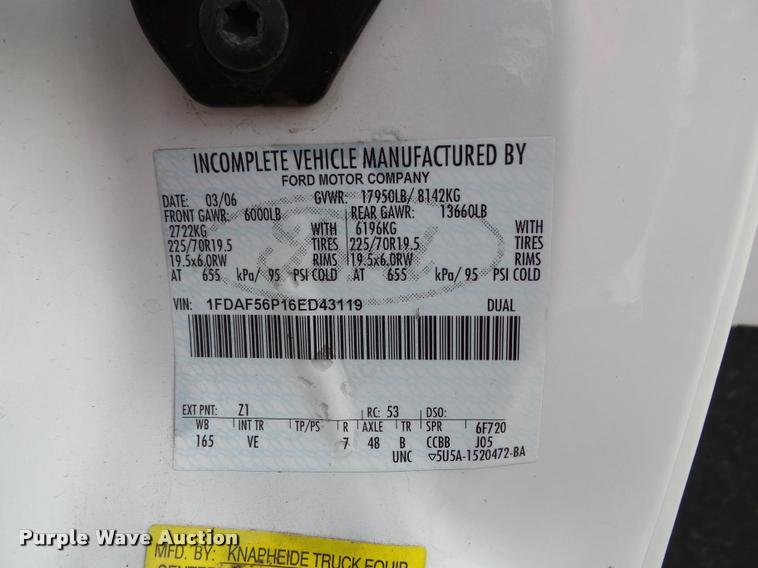 INCOMPLETE VEHICLE MANUFACTURED BY
FORD MOTOR COMPANY
DATE: 03/06 GVWR: 17950LB/ 8142KG
FRONT GAWR: 6000LB REAR GAWR: 13660LB
2722KG WITH 6196KG WITH
225/70R19.5 TIRES 225/70R19.5 TIRES
19.5x6.0RW RIMS 19.5x6.0RW RIMS
AT 655 kPa/ 95 PSI COLD AT 655 kPa/ 95 PSI COLD
VIN: 1FDAF56P16ED43119 DUAL
EXT PNT: Z1 RC: 53 DSO:
WB INT TR TP/PS R AXLE TR SPR 6F720
165 VE 7 48 B CCBB J05
UNC ▽5U5A-1520472-BA
Purple Wave Auction
MFD. BY: KNAPHEIDE TRUCK EQUIP